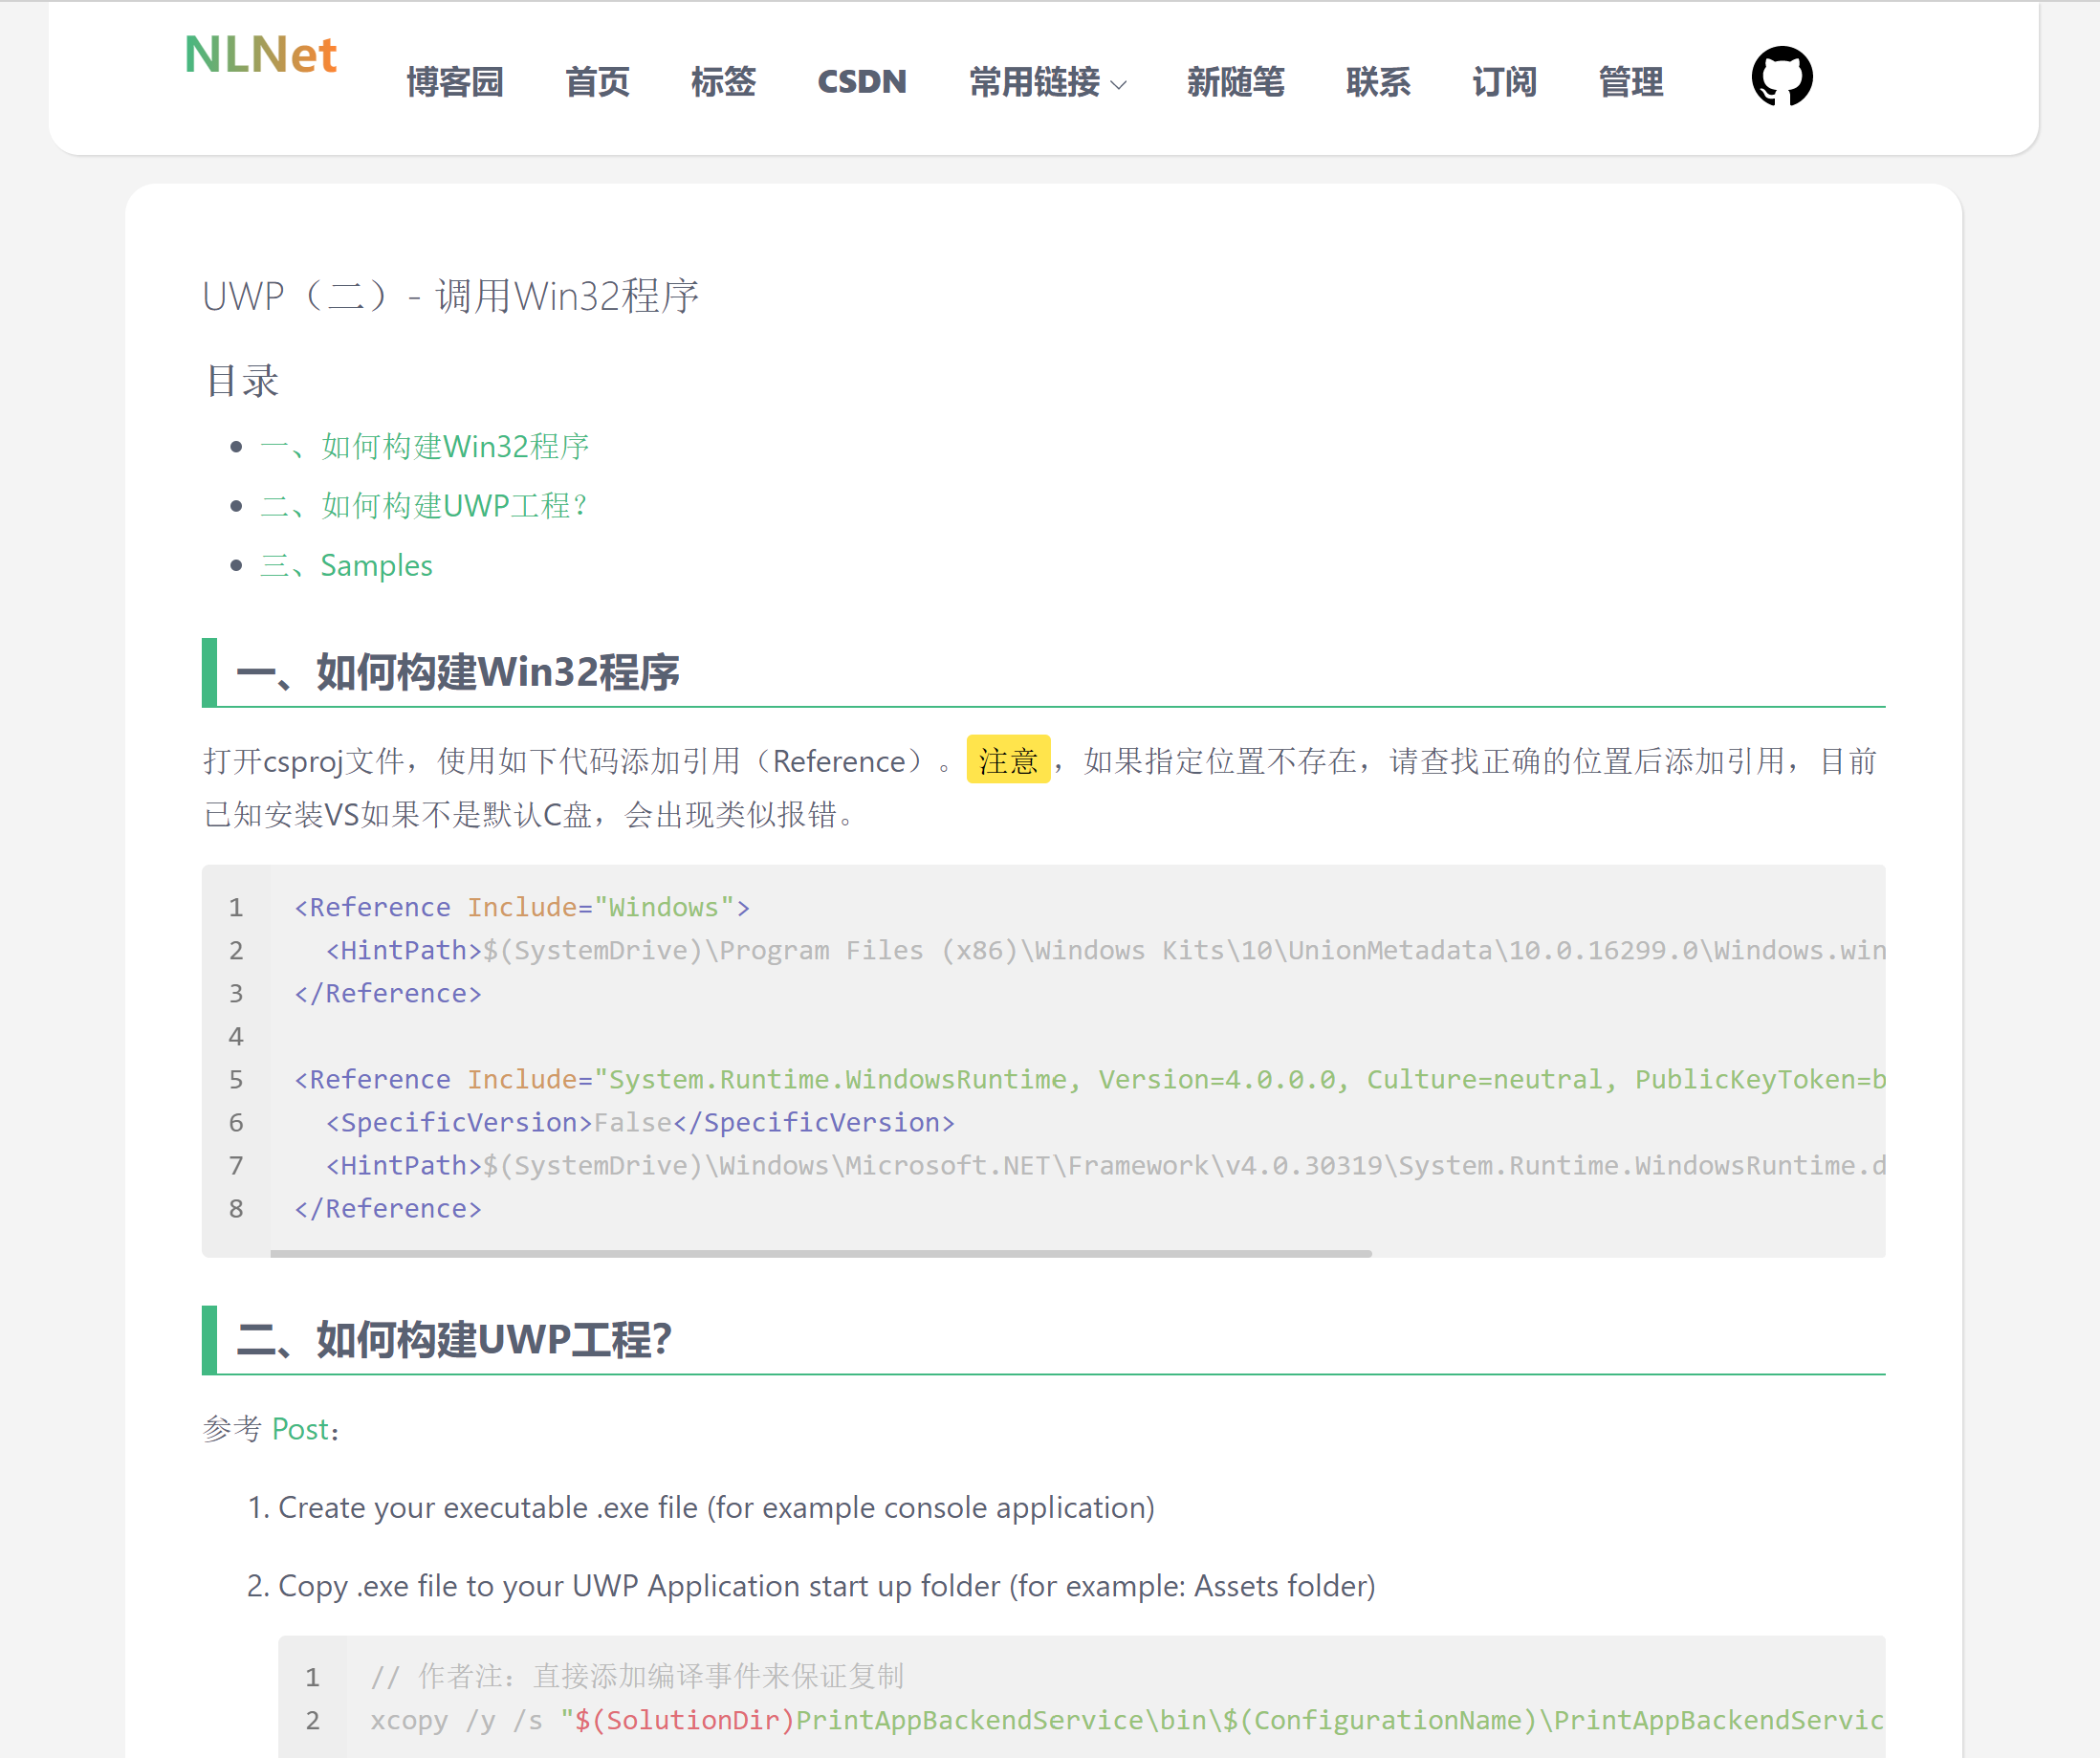 NLNet
博客园 首页 标签 CSDN 常用链接 新随笔 联系 订阅 管理
UWP（二）- 调用Win32程序
目录
一、如何构建Win32程序
二、如何构建UWP工程？
三、Samples
一、如何构建Win32程序
打开csproj文件，使用如下代码添加引用（Reference）。注意，如果指定位置不存在，请查找正确的位置后添加引用，目前
已知安装VS如果不是默认C盘，会出现类似报错。
1 <Reference Include="Windows">
2   <HintPath>$(SystemDrive)\Program Files (x86)\Windows Kits\10\UnionMetadata\10.0.16299.0\Windows.win
3 </Reference>
4
5 <Reference Include="System.Runtime.WindowsRuntime, Version=4.0.0.0, Culture=neutral, PublicKeyToken=b
6   <SpecificVersion>False</SpecificVersion>
7   <HintPath>$(SystemDrive)\Windows\Microsoft.NET\Framework\v4.0.30319\System.Runtime.WindowsRuntime.d
8 </Reference>
二、如何构建UWP工程？
参考 Post：
1. Create your executable .exe file (for example console application)
2. Copy .exe file to your UWP Application start up folder (for example: Assets folder)
1 // 作者注：直接添加编译事件来保证复制
2 xcopy /y /s "$(SolutionDir)PrintAppBackendService\bin\$(ConfigurationName)\PrintAppBackendServic